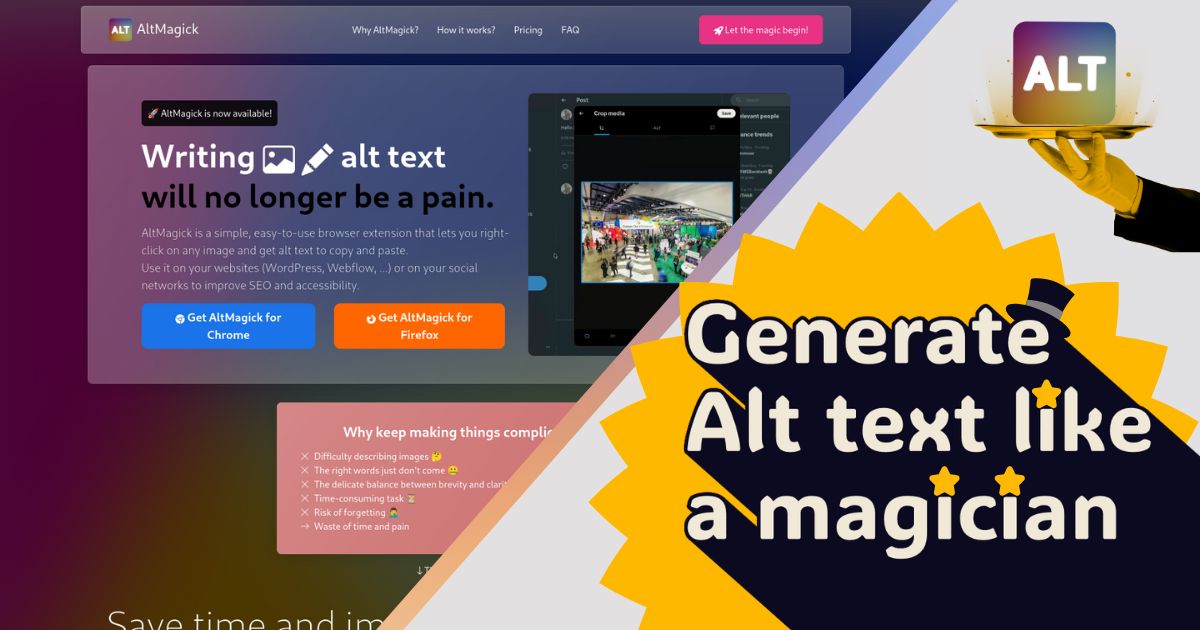 ALT AltMagick
Why AltMagick? How it works? Pricing FAQ
Let the magic begin!
🚀 AltMagick is now available!
Writing alt text
will no longer be a pain.
AltMagick is a simple, easy-to-use browser extension that lets you right-
click on any image and get alt text to copy and paste.
Use it on your websites (WordPress, Webflow, ...) or on your social
networks to improve SEO and accessibility.
Get AltMagick for
Chrome
Get AltMagick for
Firefox
Post
Crop media
Save
ALT
Why keep making things complic
Difficulty describing images 🤔
The right words just don't come 😐
The delicate balance between brevity and clari
Time-consuming task ⏳
Risk of forgetting 🤦‍♂️
→ Waste of time and pain
Save time and im
ALT
Generate
Alt text like
a magician